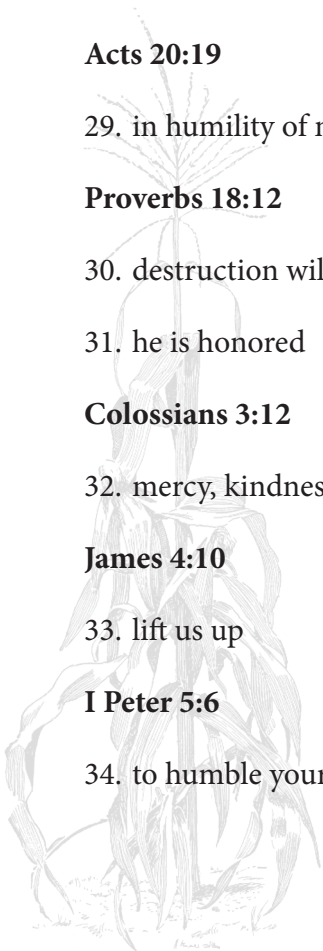 Acts 20:19
29. in humility of
Proverbs 18:12
30. destruction
31. he is honored
Colossians 3:12
32. mercy,
James 4:10
33. lift us up
I Peter 5:6
34. to humble